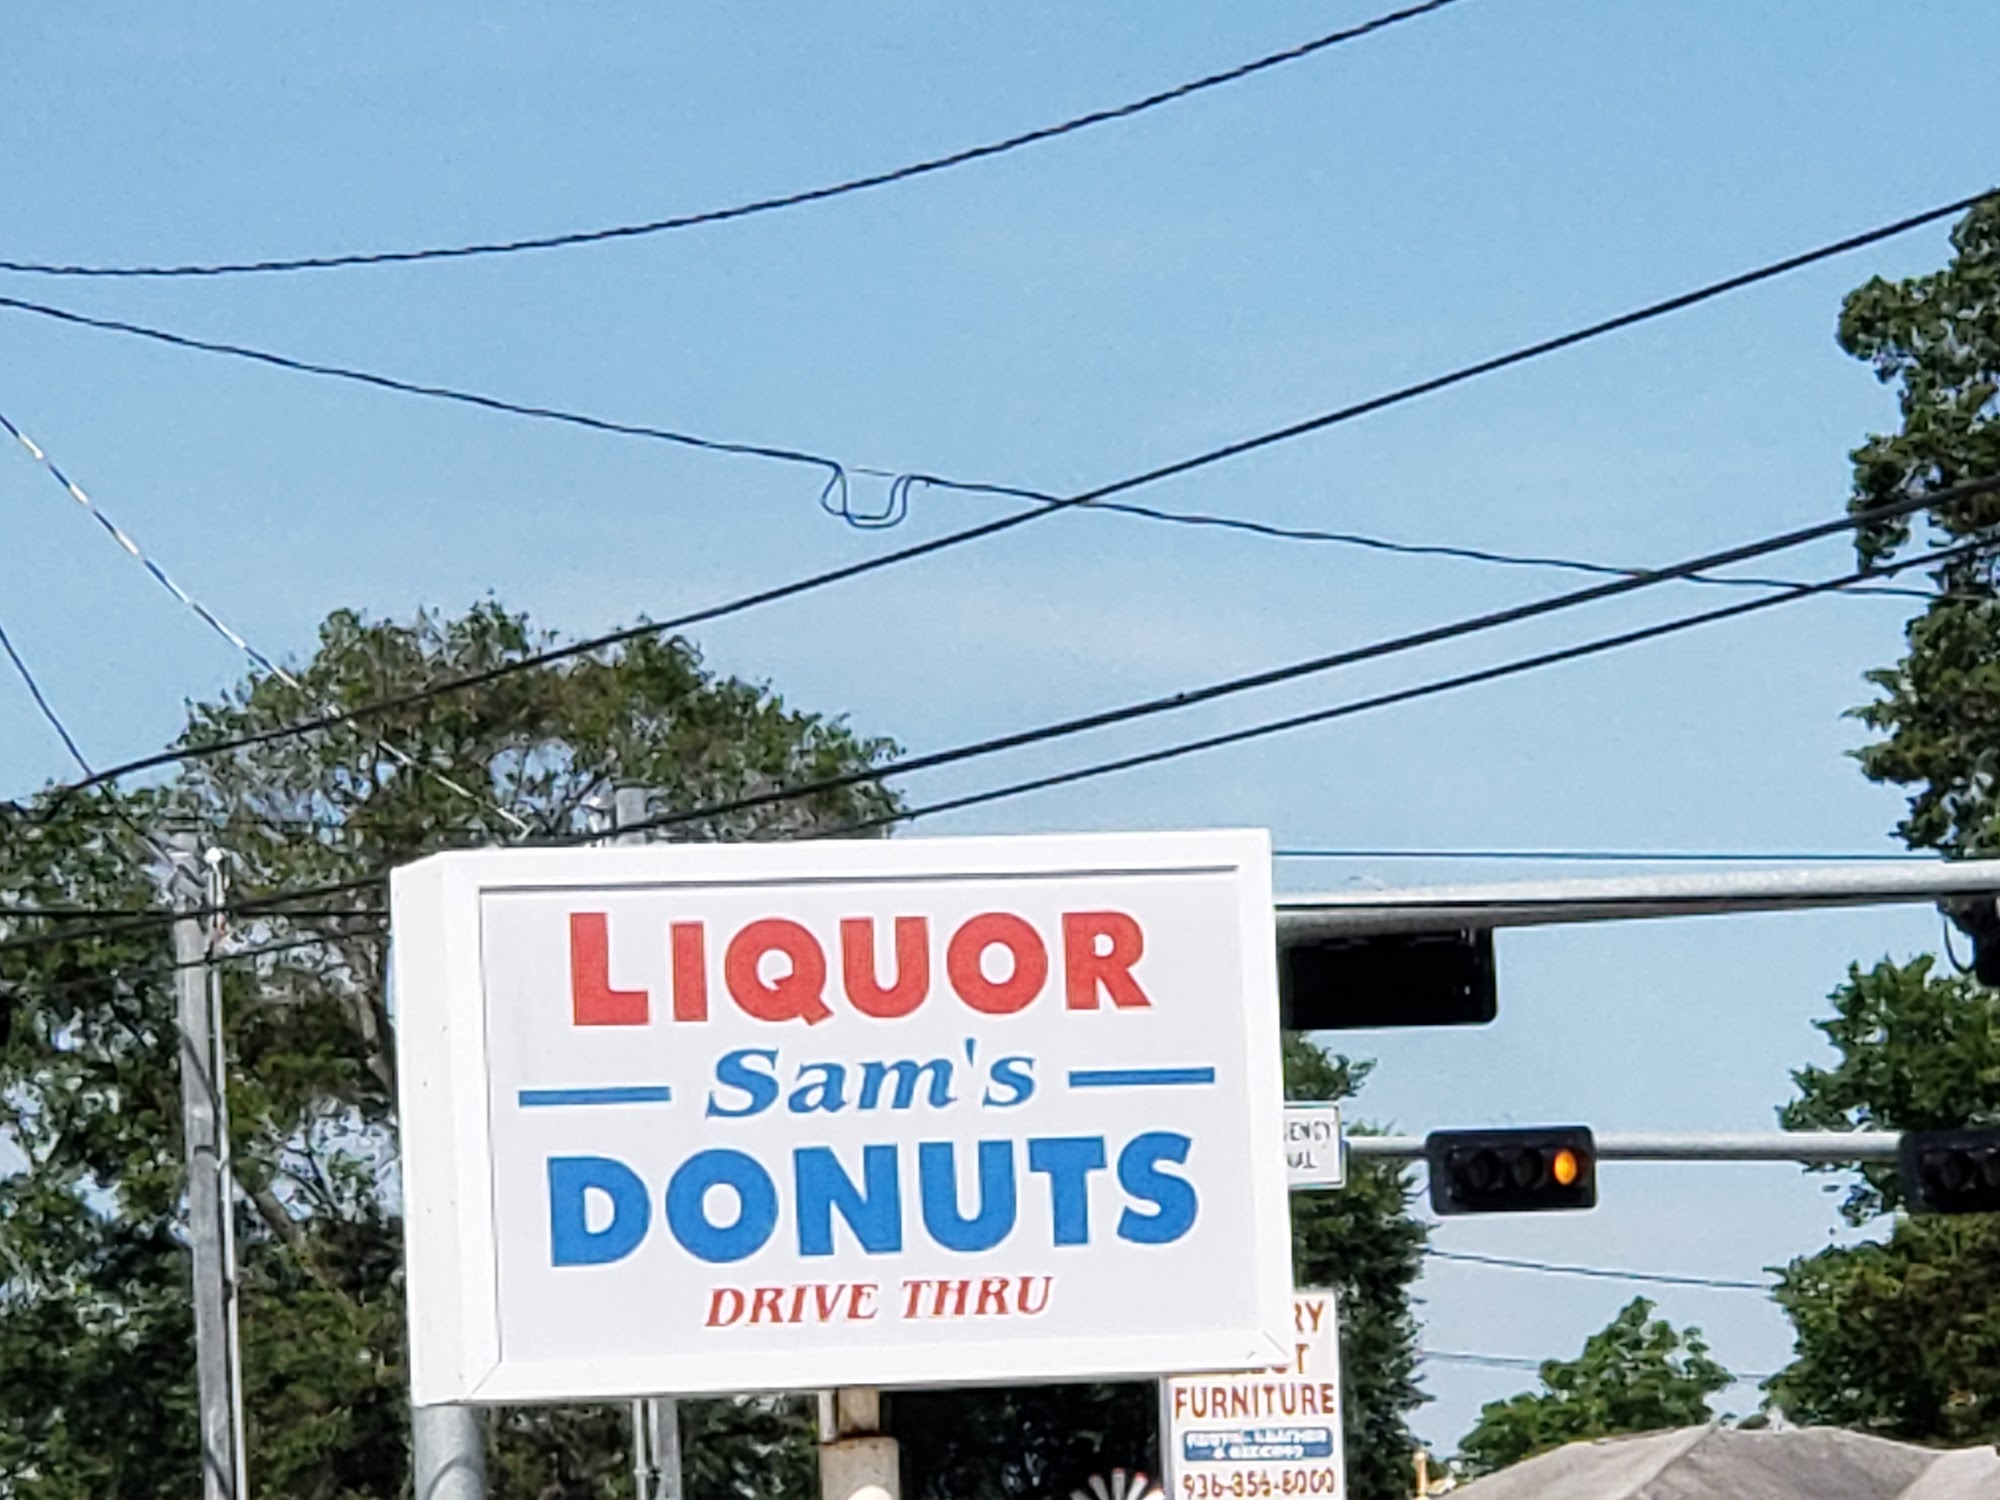 LIQUOR
Sam's
DONUTS
DRIVE THRU
FURNITURE